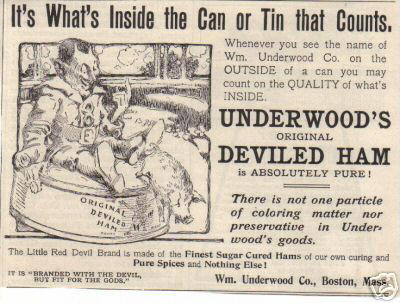 It's What's Inside the Can or Tin that Counts.
Whenever you see the name of
Wm. Underwood Co. on the
OUTSIDE of a can you may
count on the QUALITY of what's
INSIDE.
UNDERWOOD'S
ORIGINAL
DEVILED HAM
is ABSOLUTELY PURE!
There is not one particle
of coloring matter nor
preservative in Under-
wood's goods.
ORIGINAL
DEVILED
HAM
The Little Red Devil Brand is made of the Finest Sugar Cured Hams of our own curing and
Pure Spices and Nothing Else!
IT IS "BRANDED WITH THE DEVIL,
BUT FIT FOR THE GODS."
Wm. Underwood Co., Boston, Mass.